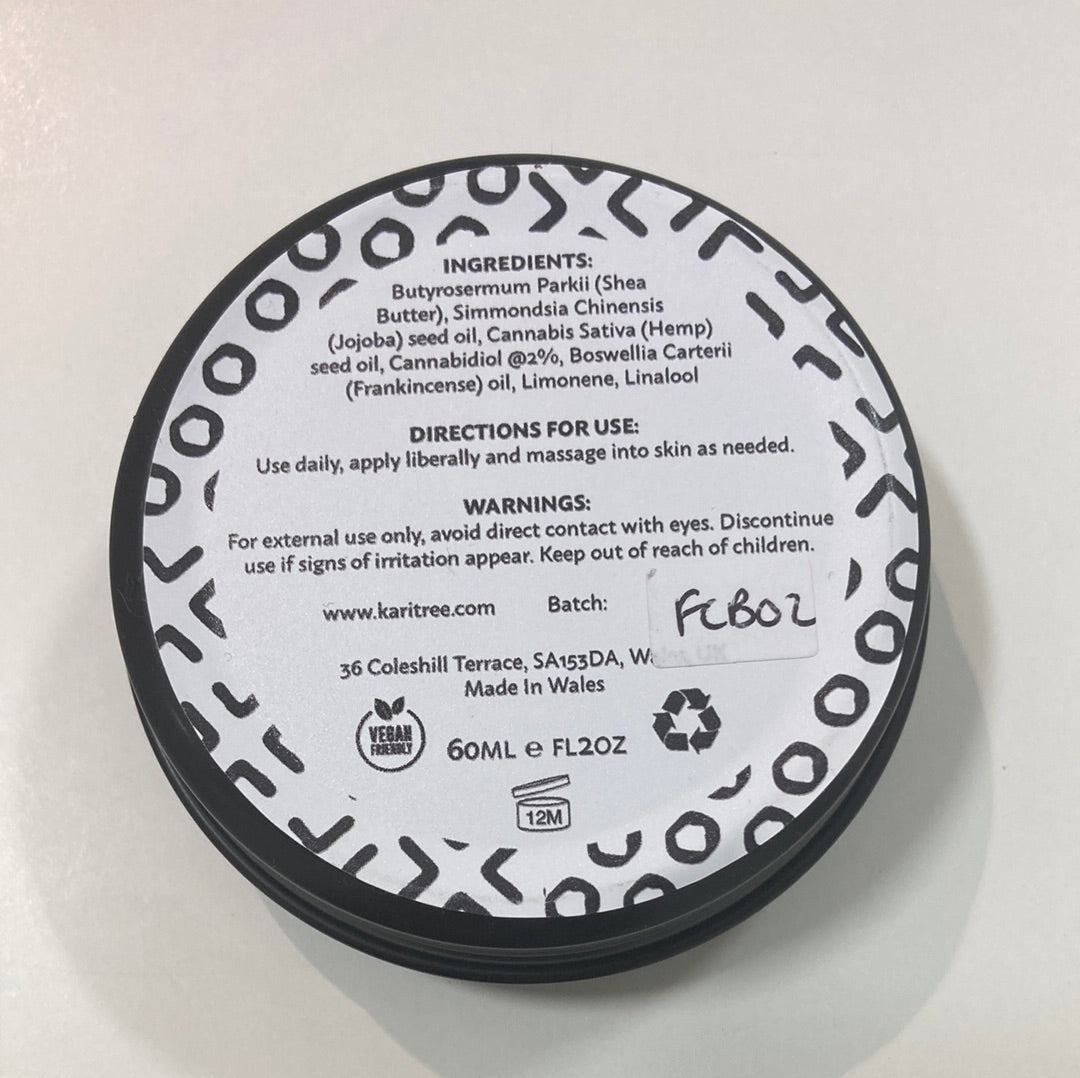 INGREDIENTS:
Butyrosermum Parkii (Shea
Butter), Simmondsia Chinensis
(Jojoba) seed oil, Cannabis Sativa (Hemp)
seed oil, Cannabidiol @2%, Boswellia Carterii
(Frankincense) oil, Limonene, Linalool
DIRECTIONS FOR USE:
Use daily, apply liberally and massage into skin as needed.
WARNINGS:
For external use only, avoid direct contact with eyes. Discontinue
use if signs of irritation appear. Keep out of reach of children.
www.karitree.com Batch: FCB02
36 Coleshill Terrace, SA153DA, Wales, UK
Made In Wales
VEGAN
FRIENDLY
60ML e FL2OZ
12M